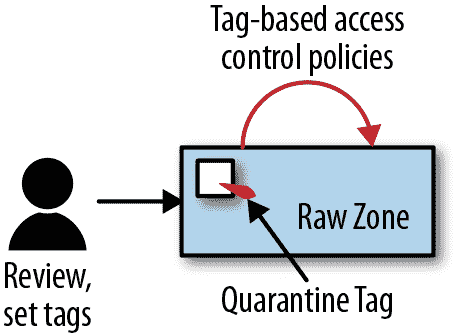 Tag-based access
control policies
Raw Zone
Review,
set tags
Quarantine Tag